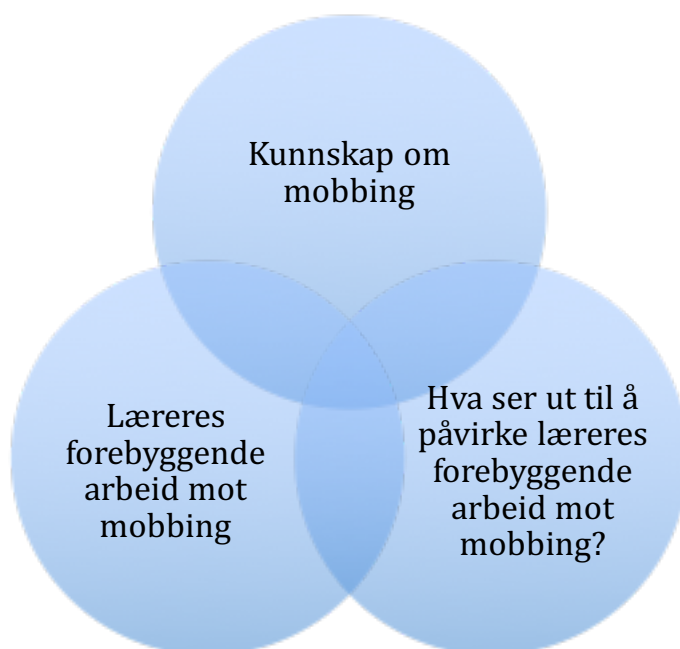 Kunnskap om
mobbing
Læreres
forebyggende
arbeid mot
mobbing
Hva ser ut til å
påvirke læreres
forebyggende
arbeid mot
mobbing?